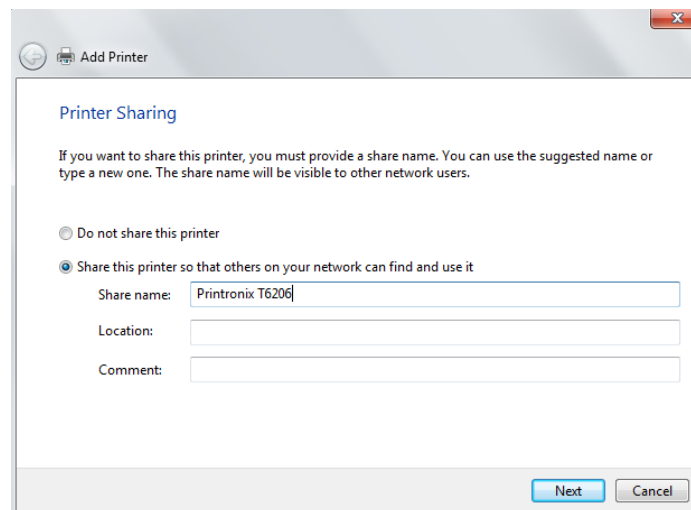 Add Printer
Printer Sharing
If you want to share this printer, you must provide a share name. You can use the suggested name or
type a new one. The share name will be visible to other network users.
Do not share this printer
Share this printer so that others on your network can find and use it
Share name: Printronix T6206
Location:
Comment:
Next Cancel